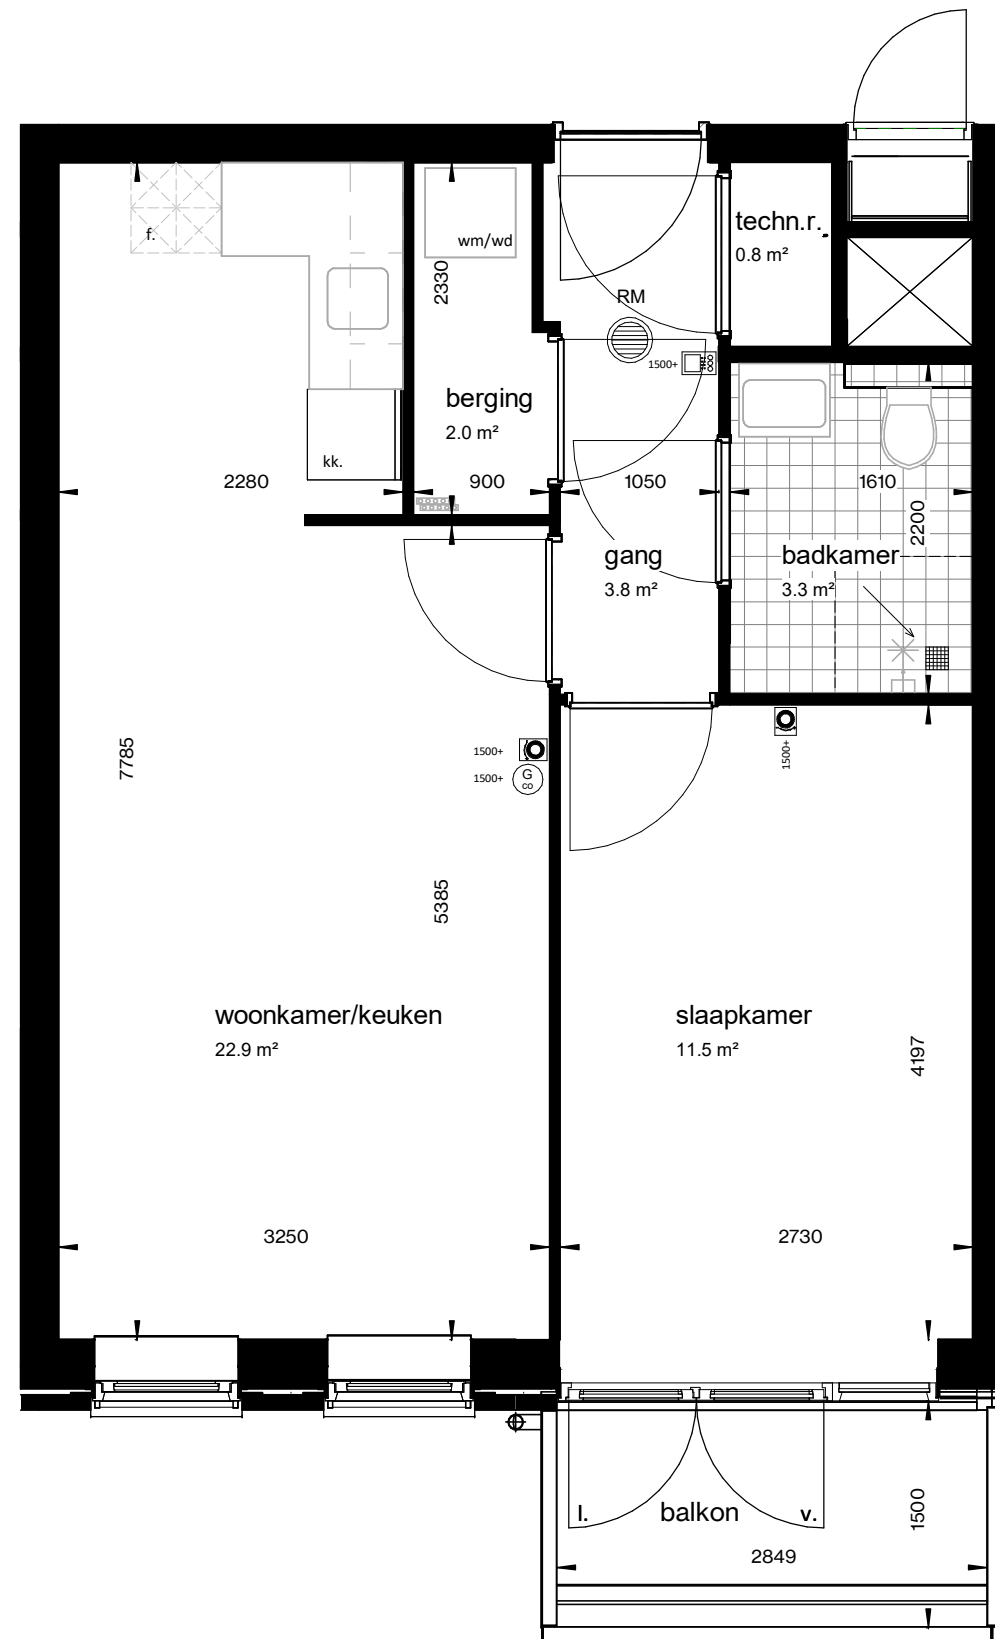 techn.r.
0.8 m²
f.
wm/wd
2330
RM
1500+
berging
2.0 m²
kk.
2280
900
1050
1610
2200
gang
3.8 m²
badkamer
3.3 m²
7785
1500+
1500+
G
co
1500+
5385
woonkamer/keuken
22.9 m²
slaapkamer
11.5 m²
4197
3250
2730
l.
balkon
v.
1500
2849